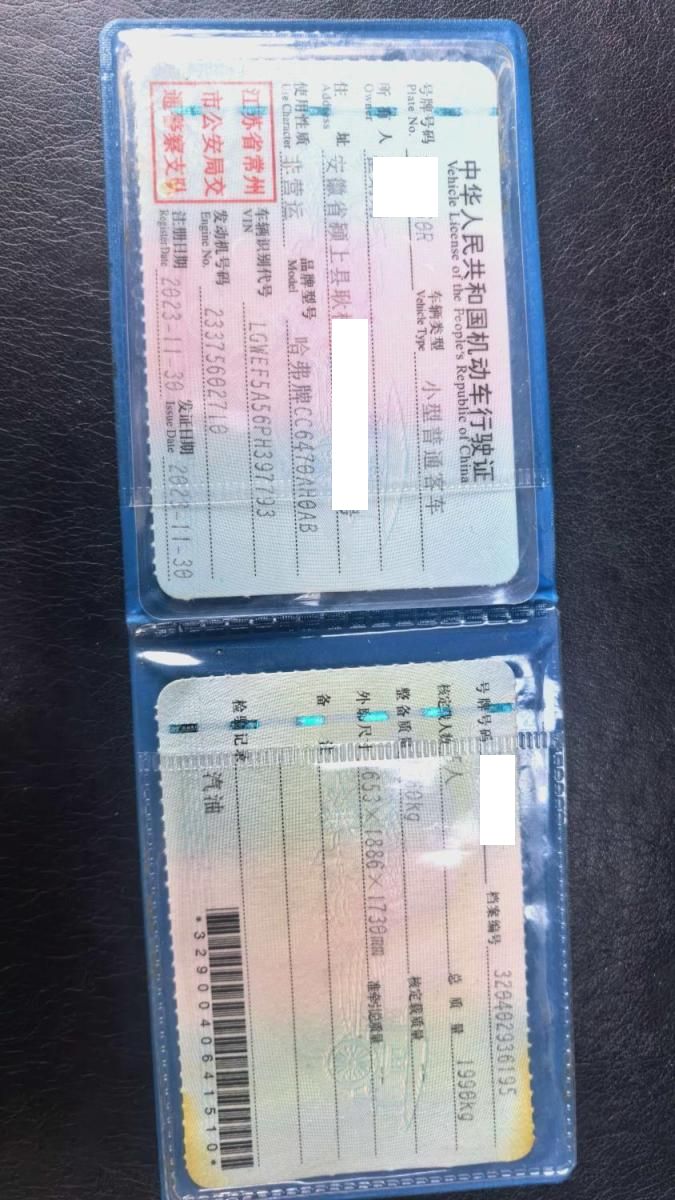 中华人民共和国机动车行驶证
Vehicle License of the People's Republic of China
号牌号码
Plate No.
0R
车辆类型 小型普通客车
Vehicle Type
所有人
Owner
住 址 安徽省颍上县耿
Address
使用性质 非营运
Use Character
品牌型号 哈弗牌CC6470AH0AB
Model
江苏省常州
市公安局交
通警察支队
车辆识别代号 LGWEF5A56PH397793
VIN
发动机号码 23375602710
Engine No.
注册日期 2023-11-30 发证日期 2023-11-30
Register Date Issue Date
号牌号码 档案编号 320402936195
核定载人数 5人 总质量 1990kg
整备质量 60kg 核定载质量
外廓尺寸 653×1886×1730mm 准牵引总质量
备 注
检验记录
汽油
*3290040641510*